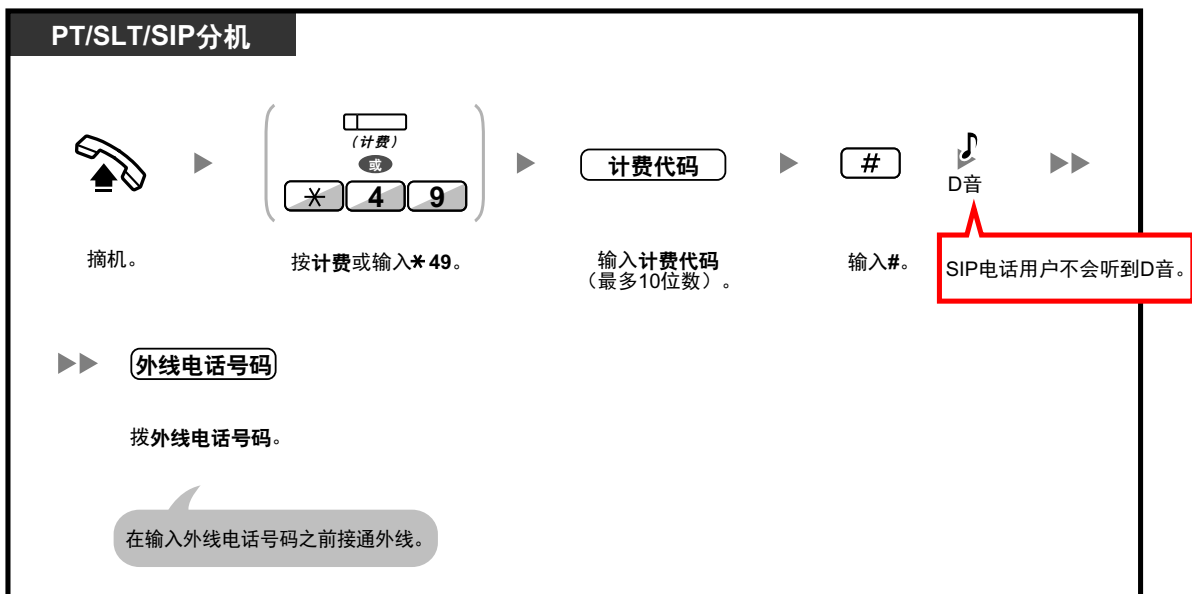 PT/SLT/SIP分机
(计费)
或
* 4 9
计费代码
#
D音
摘机。
按计费或输入*49。
输入计费代码
（最多10位数）。
输入#。
SIP电话用户不会听到D音。
外线电话号码
拨外线电话号码。
在输入外线电话号码之前接通外线。